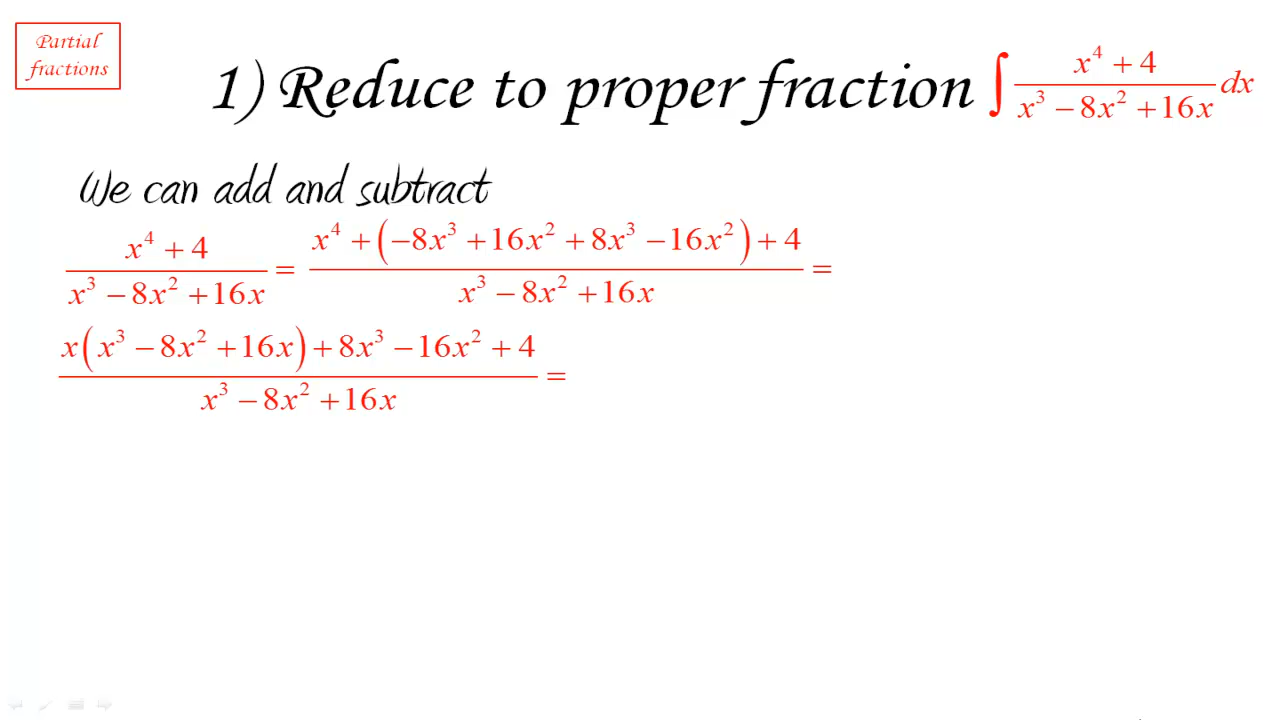 Partial
fractions
1) Reduce to proper fraction ∫ (x⁴ + 4)/(x³ − 8x² + 16x) dx
We can add and subtract
(x⁴ + 4)/(x³ − 8x² + 16x) = (x⁴ + (−8x³ + 16x² + 8x³ − 16x²) + 4)/(x³ − 8x² + 16x) =
(x(x³ − 8x² + 16x) + 8x³ − 16x² + 4)/(x³ − 8x² + 16x) =